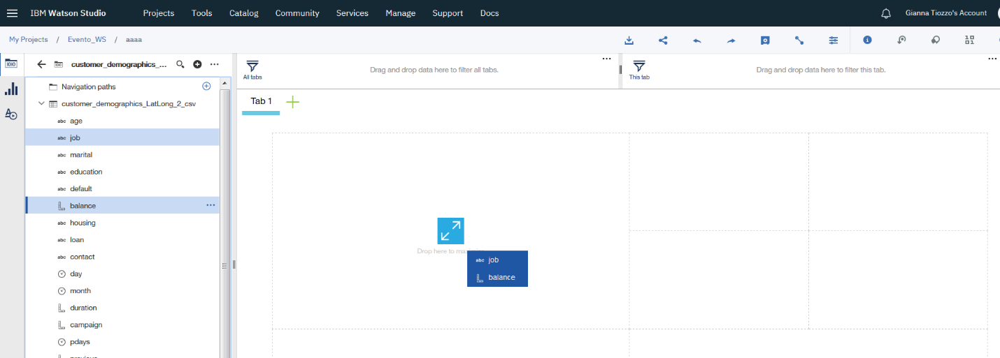 IBM Watson Studio Projects Tools Catalog Community Services Manage Support Docs Gianna Tiozzo's Account
My Projects / Evento_WS / aaaa
customer_demographics_...
All tabs
Drag and drop data here to filter all tabs.
This tab
Drag and drop data here to filter this tab.
Navigation paths
customer_demographics_LatLong_2_csv
abc age
abc job
abc marital
abc education
abc default
balance
abc housing
abc loan
abc contact
day
month
duration
campaign
pdays
Tab 1
Drop here to
abc job
balance